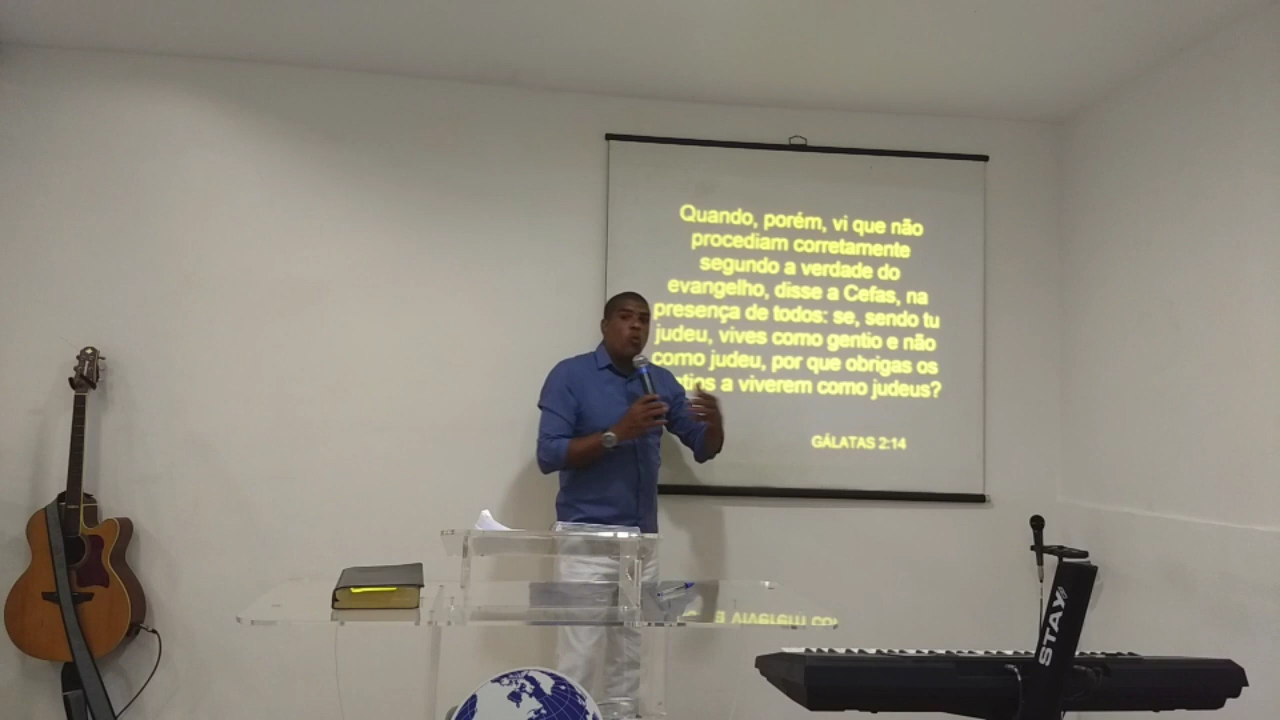 Quando, porém, vi que não
procediam corretamente
segundo a verdade do
evangelho, disse a Cefas, na
presença de todos: se, sendo tu
judeu, vives como gentio e não
como judeu, por que obrigas os
a viverem como judeus?
GÁLATAS 2:14
STAY